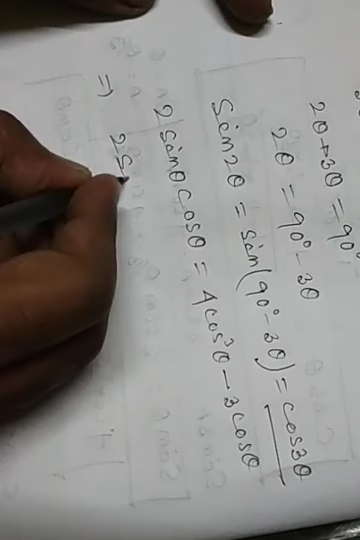 2θ+3θ = 90°
2θ = 90° - 3θ
Sin2θ = sin(90° - 3θ) = cos3θ
2 sinθ cosθ = 4cos³θ - 3cosθ
⇒ 2S